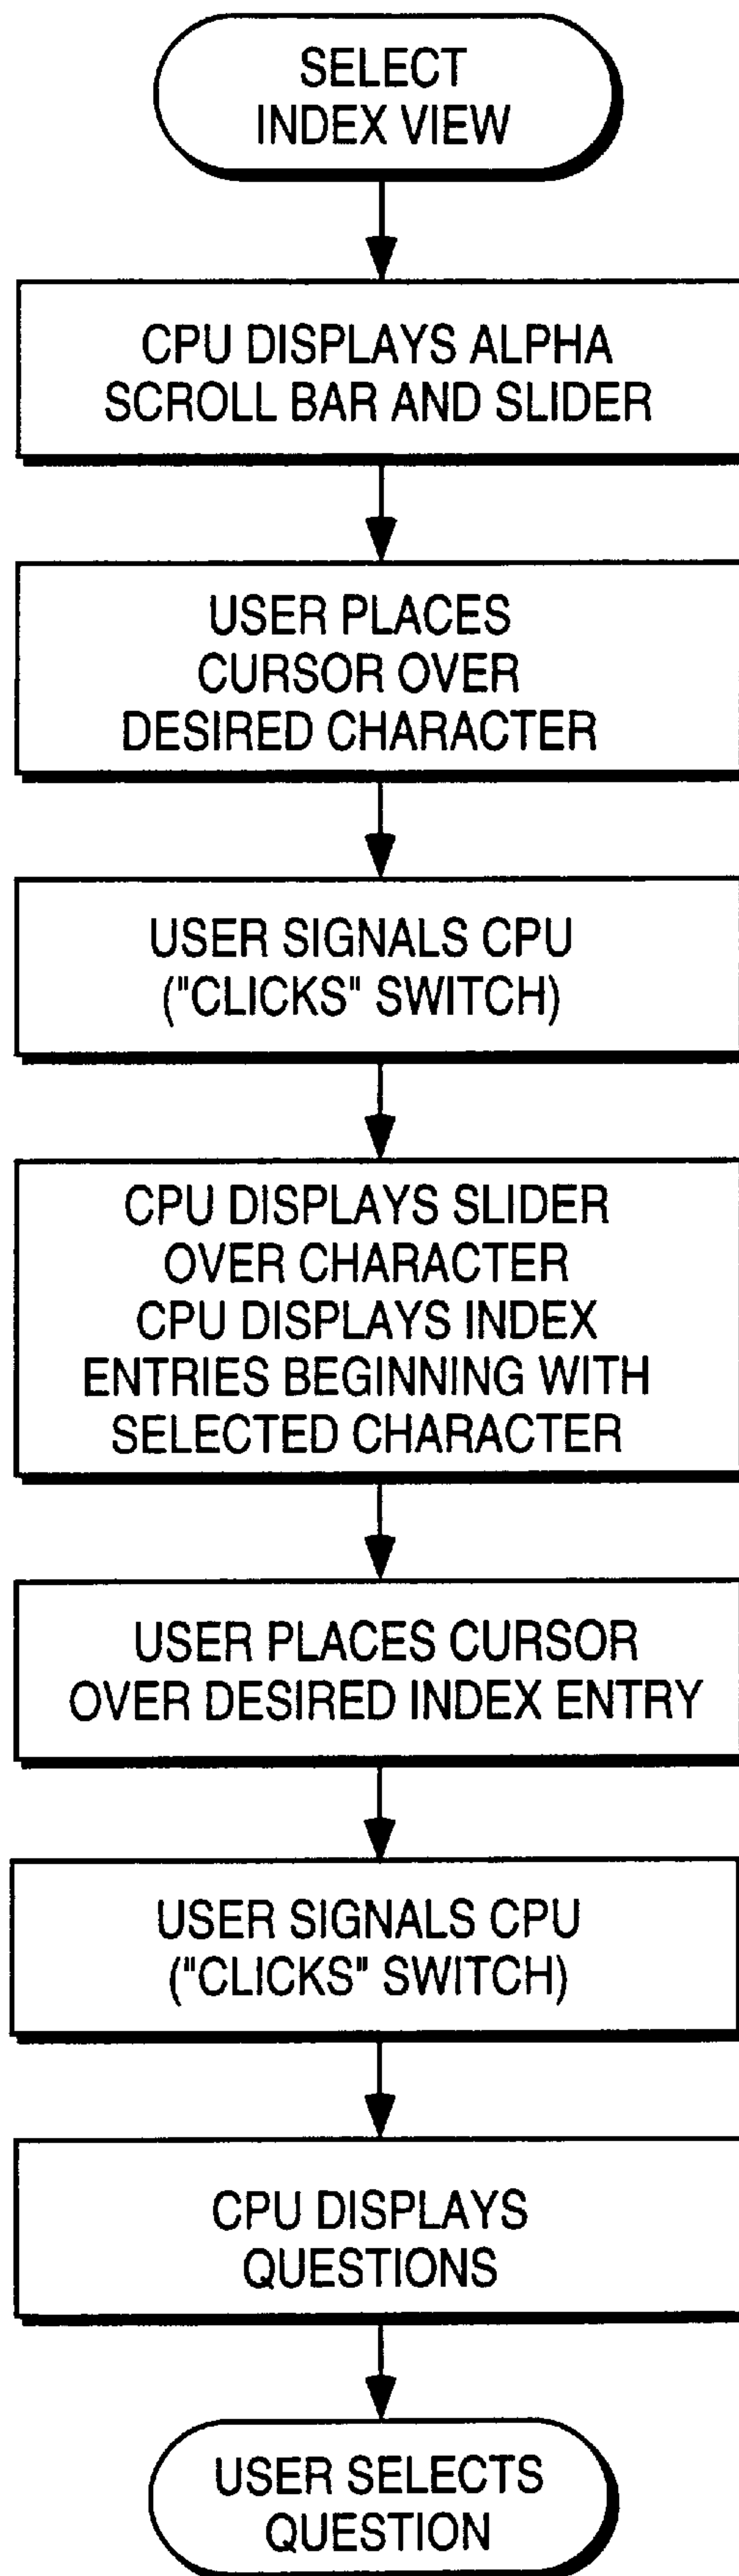 SELECT
INDEX VIEW
CPU DISPLAYS ALPHA
SCROLL BAR AND SLIDER
USER PLACES
CURSOR OVER
DESIRED CHARACTER
USER SIGNALS CPU
("CLICKS" SWITCH)
CPU DISPLAYS SLIDER
OVER CHARACTER
CPU DISPLAYS INDEX
ENTRIES BEGINNING WITH
SELECTED CHARACTER
USER PLACES CURSOR
OVER DESIRED INDEX ENTRY
USER SIGNALS CPU
("CLICKS" SWITCH)
CPU DISPLAYS
QUESTIONS
USER SELECTS
QUESTION